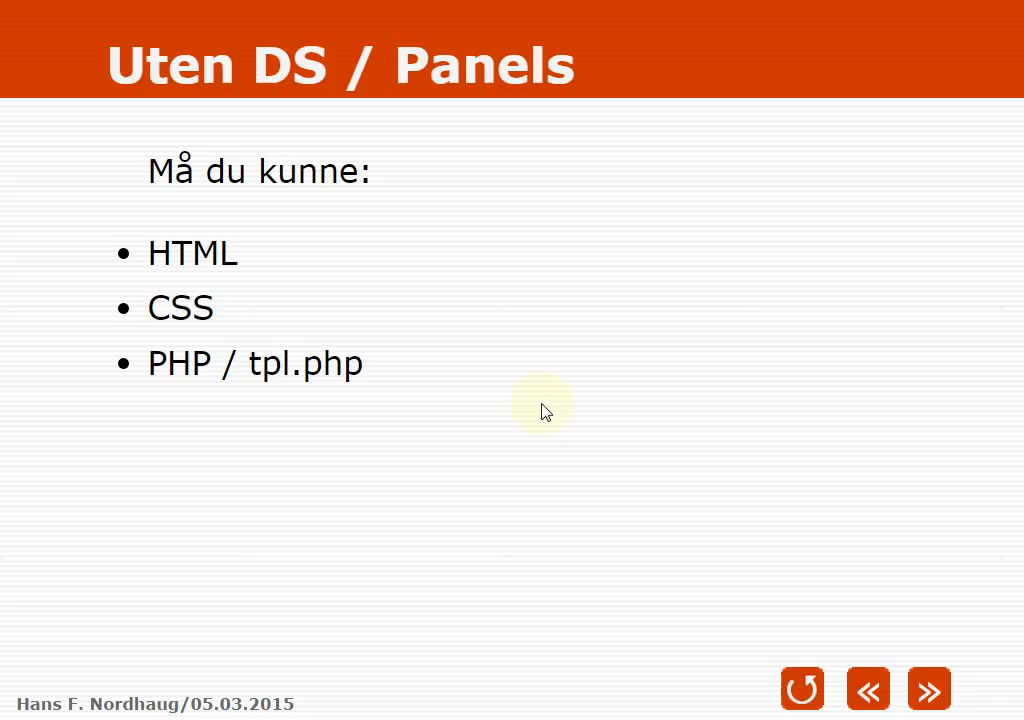 Uten DS / Panels
Må du kunne:
• HTML
• CSS
• PHP / tpl.php
Hans F. Nordhaug/05.03.2015
« »